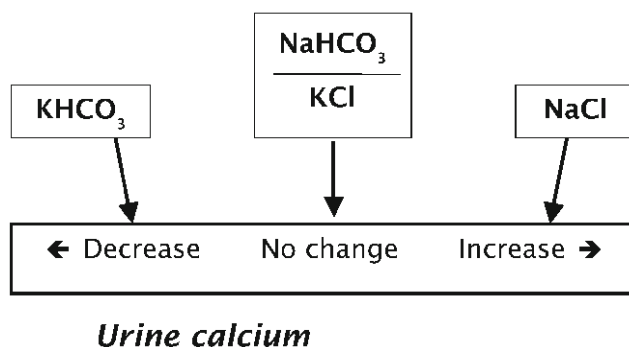 NaHCO₃
KCl
KHCO₃
NaCl
← Decrease No change Increase →
Urine calcium